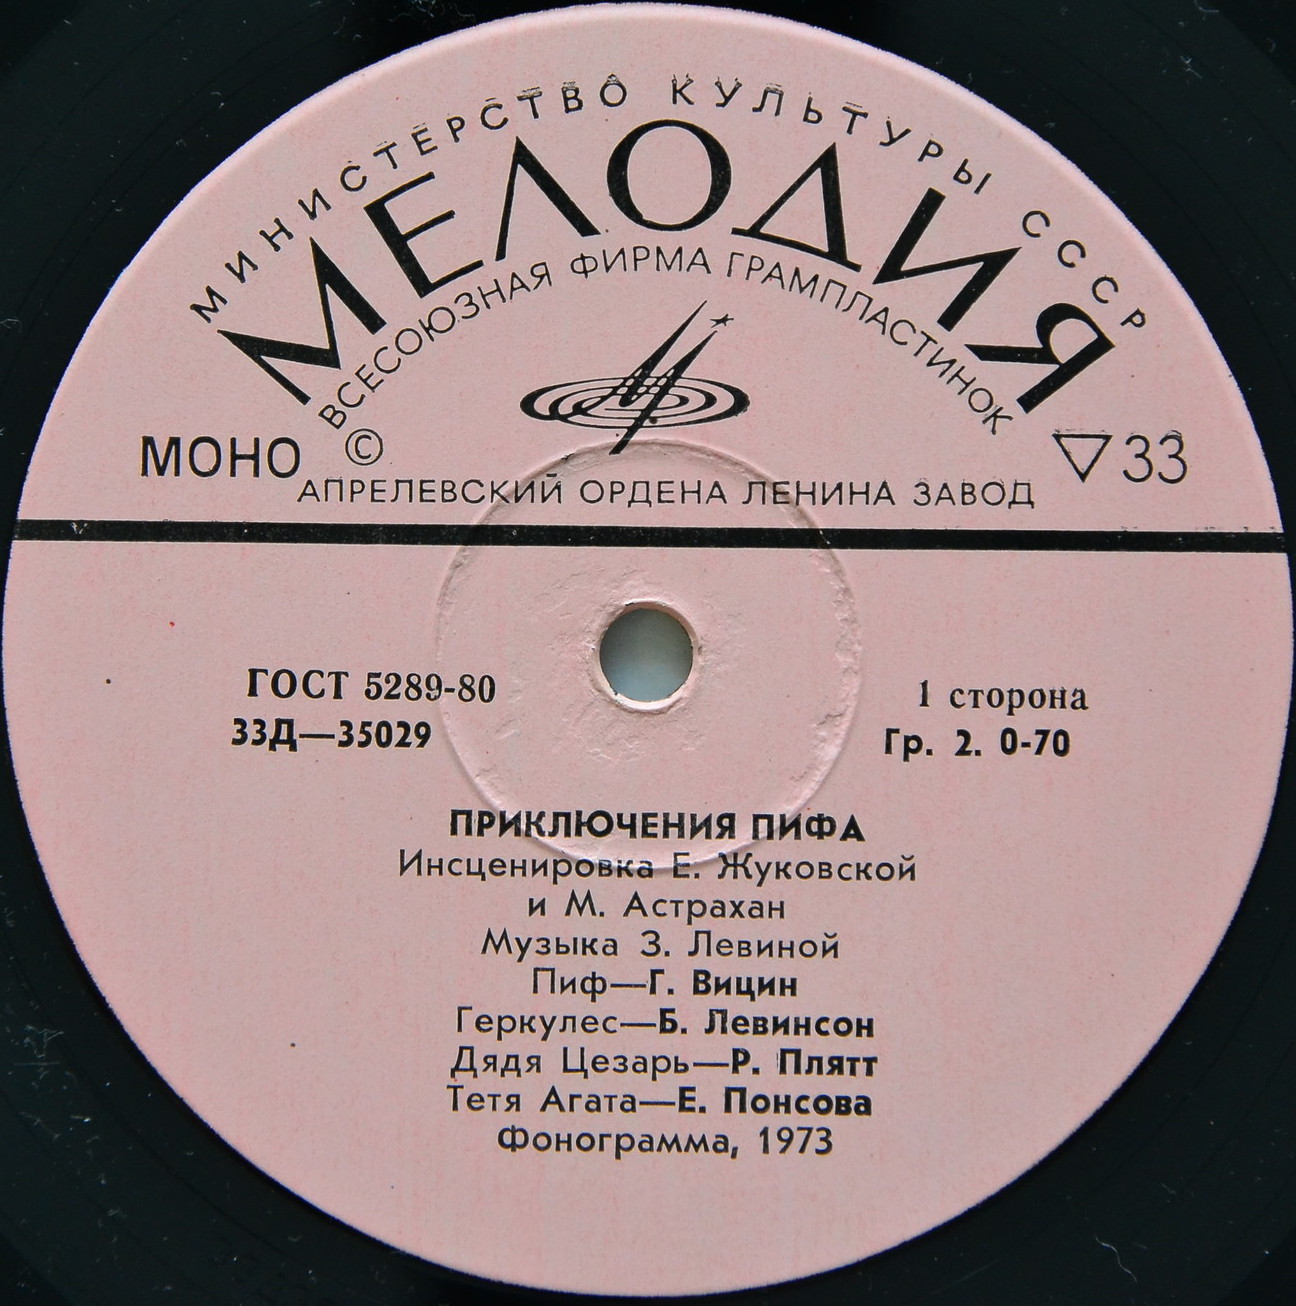 МИНИСТЕРСТВО КУЛЬТУРЫ СССР
МЕЛОДИЯ
ВСЕСОЮЗНАЯ ФИРМА ГРАМПЛАСТИНОК
МОНО © ▽33
АПРЕЛЕВСКИЙ ОРДЕНА ЛЕНИНА ЗАВОД
ГОСТ 5289-80
33Д—35029
1 сторона
Гр. 2. 0-70
ПРИКЛЮЧЕНИЯ ПИФА
Инсценировка Е. Жуковской
и М. Астрахан
Музыка З. Левиной
Пиф—Г. Вицин
Геркулес—Б. Левинсон
Дядя Цезарь—Р. Плятт
Тетя Агата—Е. Понсова
Фонограмма, 1973